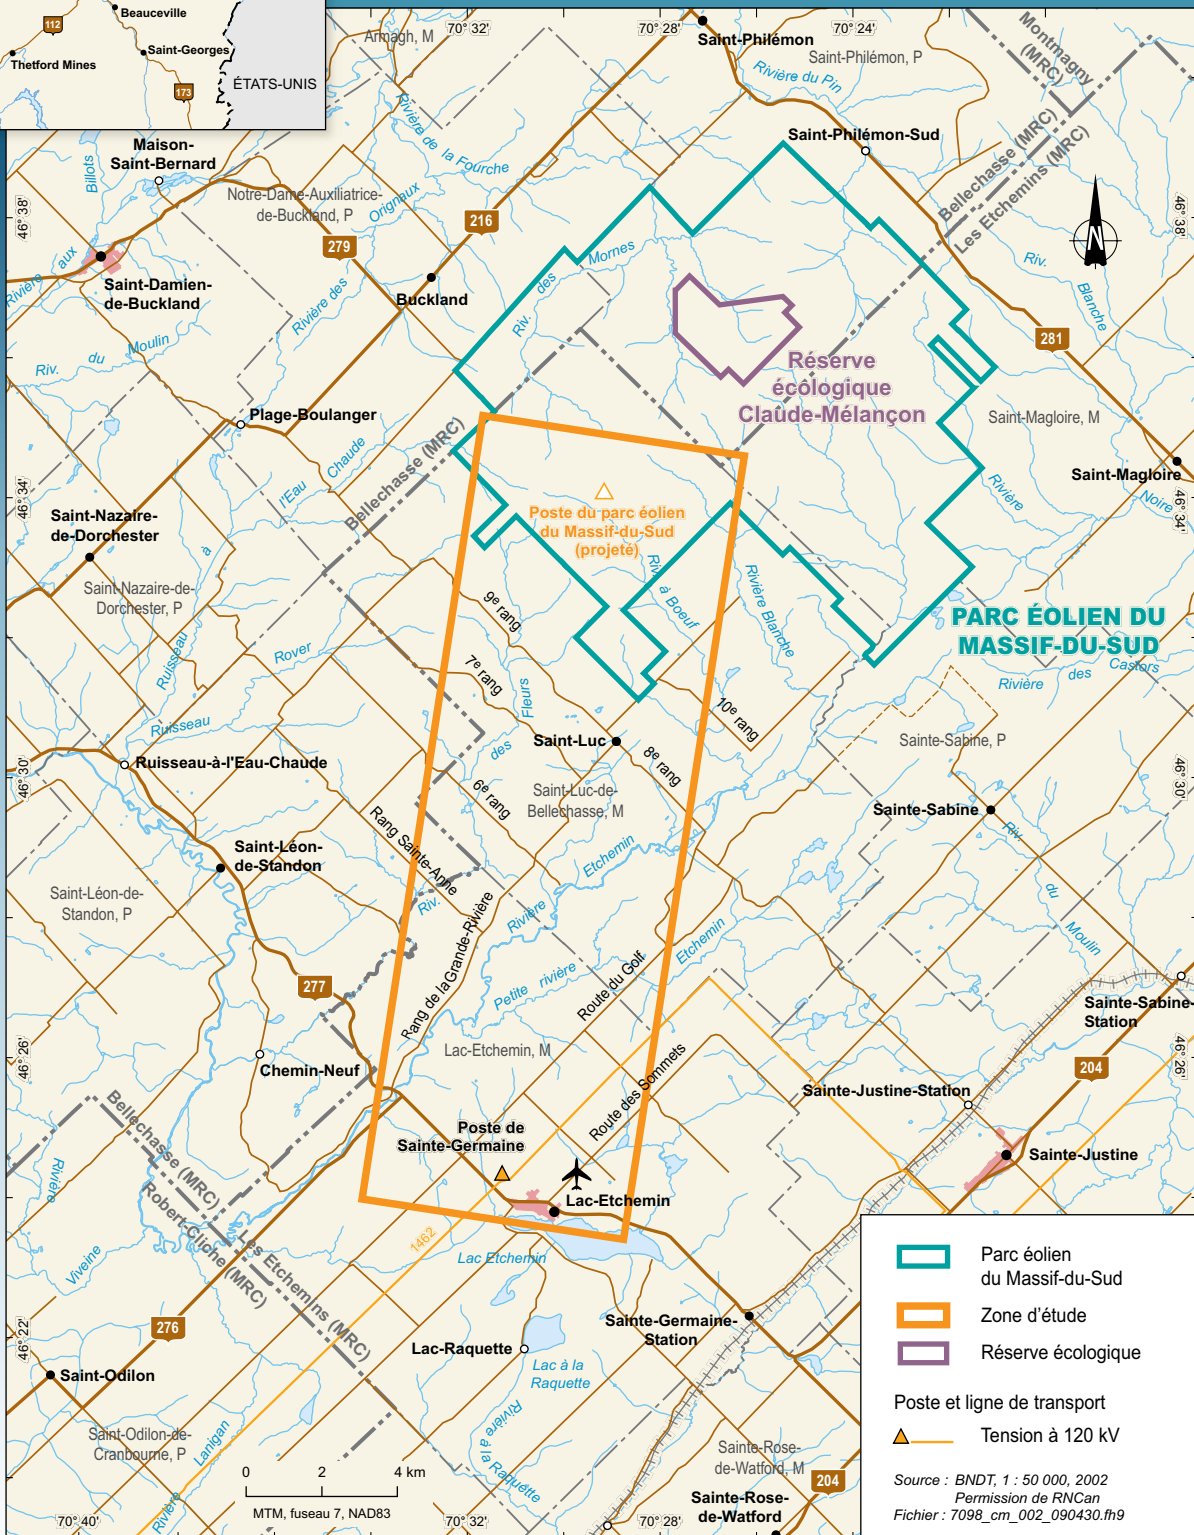 Beauceville
112
Saint-Georges
Thetford Mines
173
ÉTATS-UNIS
70° 32'
70° 28'
70° 24'
Armagh, M
Saint-Philémon
Saint-Philémon, P
Montmagny
(MRC)
Rivière du Pin
Rivière de la Fourche
Saint-Philémon-Sud
Maison-
Saint-Bernard
Billots
Notre-Dame-Auxiliatrice-
de-Buckland, P
Orignaux
Bellechasse (MRC)
Les Etchemins (MRC)
46° 38'
46° 38'
216
279
N
Rivière aux
Saint-Damien-
de-Buckland
Rivière des
Buckland
Riv. des Mornes
Riv.
Blanche
281
Riv. du Moulin
Réserve
écologique
Claude-Mélançon
Plage-Boulanger
Saint-Magloire, M
Saint-Magloire
l'Eau Chaude
Bellechasse (MRC)
46° 34'
46° 34'
Rivière
Noire
Saint-Nazaire-
de-Dorchester
Poste du parc éolien
du Massif-du-Sud
(projeté)
Saint-Nazaire-de-
Dorchester, P
Riv. à Boeuf
Rivière Blanche
Ruisseau à
9e rang
PARC ÉOLIEN DU
MASSIF-DU-SUD
Rover
7e rang
Rivière des Castors
Fleurs
des
10e rang
Ruisseau
Saint-Luc
8e rang
Sainte-Sabine, P
Ruisseau-à-l'Eau-Chaude
46° 30'
46° 30'
6e rang
Saint-Luc-de-
Bellechasse, M
Sainte-Sabine
Rang Sainte-Anne
Riv.
du
Moulin
Saint-Léon-
de-Standon
Etchemin
Saint-Léon-de-
Standon, P
Riv.
Rivière
Rang de la Grande-Rivière
Etchemin
277
Petite rivière
Route du Golf
Sainte-Sabine-
Station
Lac-Etchemin, M
46° 26'
46° 26'
Chemin-Neuf
204
Route des Sommets
Sainte-Justine-Station
Bellechasse (MRC)
Robert-Cliche (MRC)
Poste de
Sainte-Germaine
Sainte-Justine
Rivière
Lac-Etchemin
Les Etchemins (MRC)
1462
Lac Etchemin
Viveine
276
46° 22'
Sainte-Germaine-
Station
Lac-Raquette
Saint-Odilon
Lac à la
Raquette
Rivière à la Raquette
Saint-Odilon-de-
Cranbourne, P
Rivière Lanigan
Sainte-Rose-
de-Watford, M
204
Sainte-Rose-
de-Watford
0 2 4 km
MTM, fuseau 7, NAD83
70° 40'
70° 32'
70° 28'
Parc éolien
du Massif-du-Sud
Zone d'étude
Réserve écologique
Poste et ligne de transport
Tension à 120 kV
Source : BNDT, 1 : 50 000, 2002
Permission de RNCan
Fichier : 7098_cm_002_090430.fh9